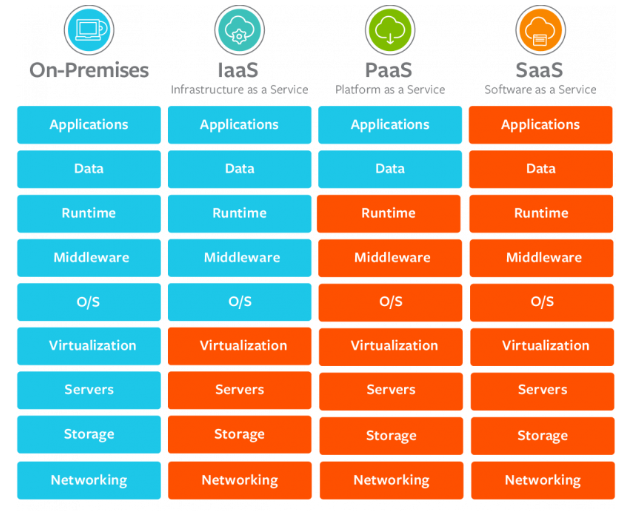 On-Premises
IaaS
PaaS
SaaS
Infrastructure as a Service
Platform as a Service
Software as a Service
Applications
Applications
Applications
Applications
Data
Data
Data
Data
Runtime
Runtime
Runtime
Runtime
Middleware
Middleware
Middleware
Middleware
O/S
O/S
O/S
O/S
Virtualization
Virtualization
Virtualization
Virtualization
Servers
Servers
Servers
Servers
Storage
Storage
Storage
Storage
Networking
Networking
Networking
Networking